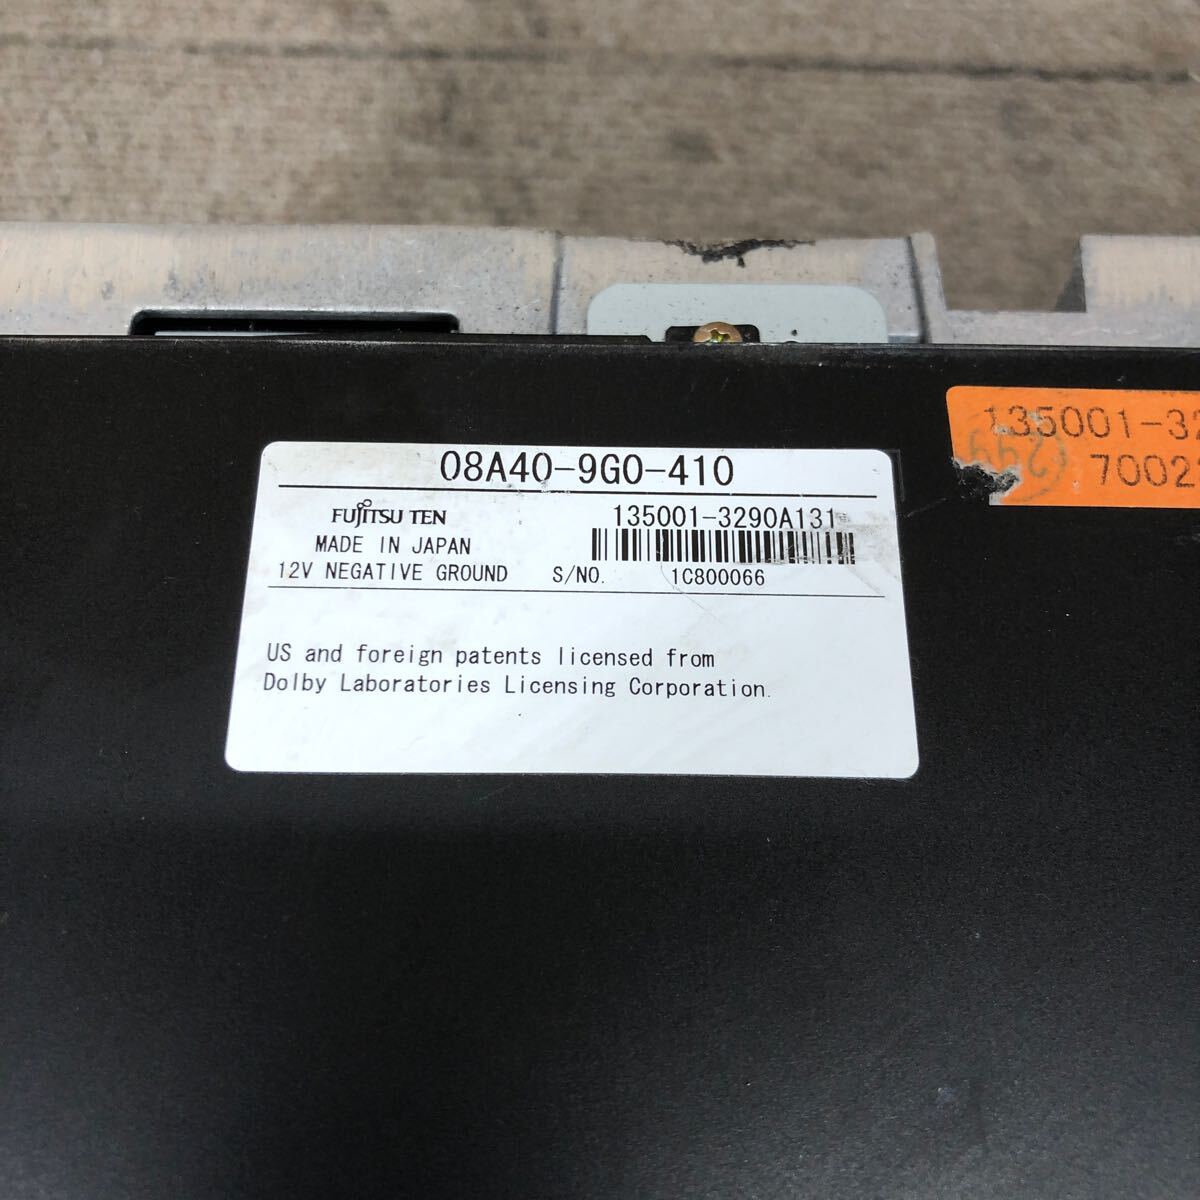 08A40-9G0-410
FUJITSU TEN
135001-3290A131
MADE IN JAPAN
12V NEGATIVE GROUND
S/NO. 1C800066
US and foreign patents licensed from
Dolby Laboratories Licensing Corporation.
135001-32
7002